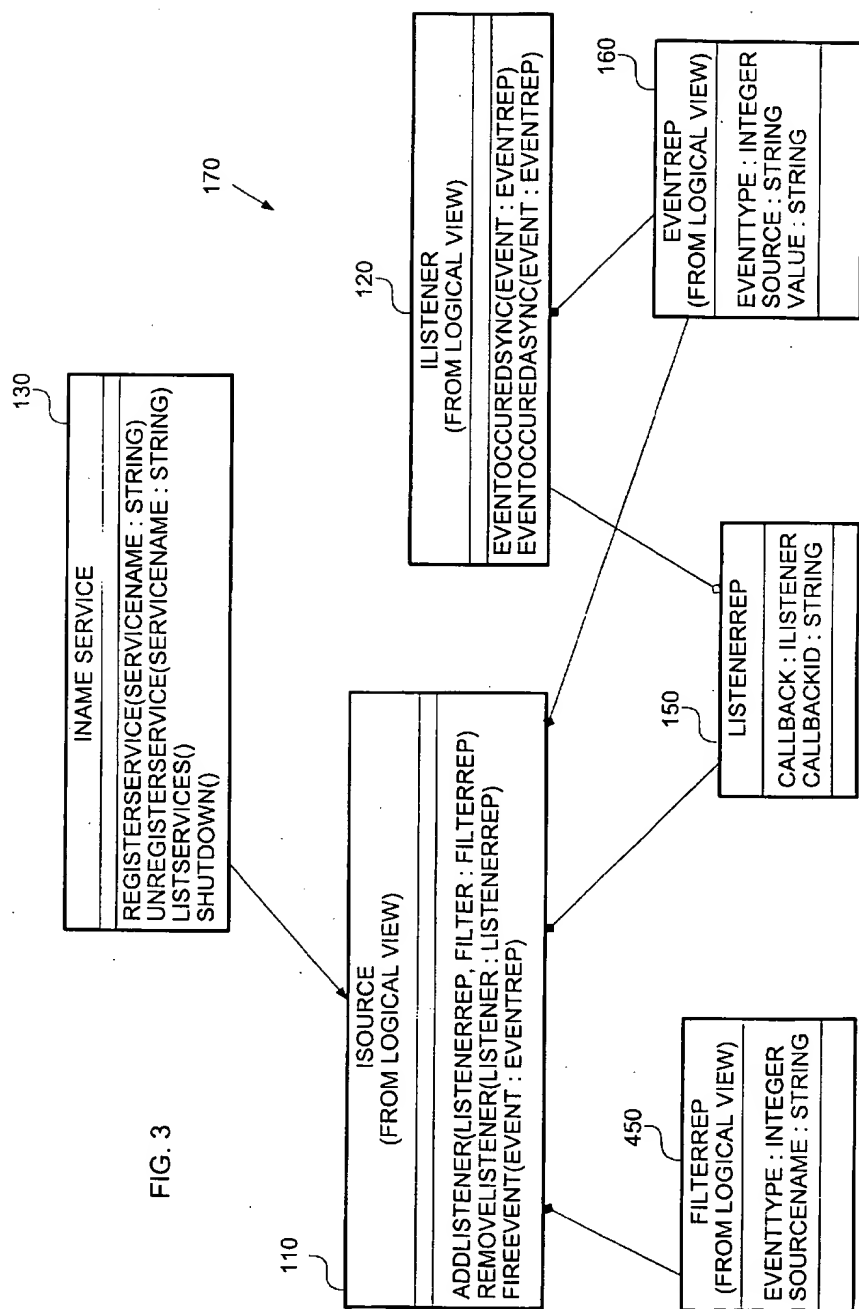 FIG. 3
170
130
INAME SERVICE
REGISTERSERVICE(SERVICENAME : STRING)
UNREGISTERSERVICE(SERVICENAME : STRING)
LISTSERVICES()
SHUTDOWN()
110
ISOURCE
(FROM LOGICAL VIEW)
ADDLISTENER(LISTENERREP, FILTER : FILTERREP)
REMOVELISTENER(LISTENER : LISTENERREP)
FIREEVENT(EVENT : EVENTREP)
120
ILISTENER
(FROM LOGICAL VIEW)
EVENTOCCUREDSYNC(EVENT : EVENTREP)
EVENTOCCUREDASYNC(EVENT : EVENTREP)
450
FILTERREP
(FROM LOGICAL VIEW)
EVENTTYPE : INTEGER
SOURCENAME : STRING
150
LISTENERREP
CALLBACK : ILISTENER
CALLBACKID : STRING
160
EVENTREP
(FROM LOGICAL VIEW)
EVENTTYPE : INTEGER
SOURCE : STRING
VALUE : STRING